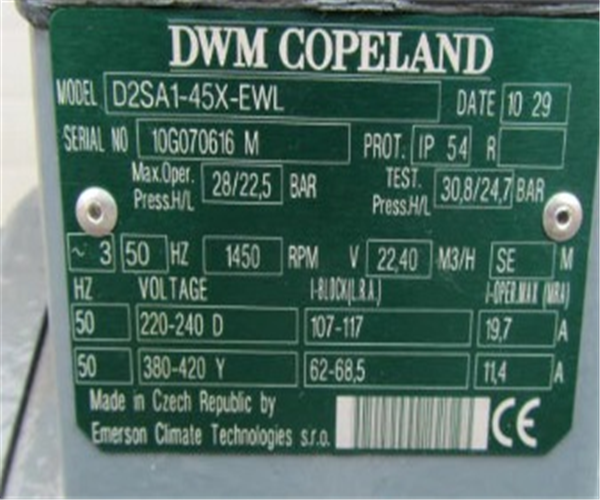 DWM COPELAND
MODEL D2SA1-45X-EWL DATE 10 29
SERIAL NO 10G070616 M PROT. IP 54 R
Max.Oper. Press.H/L 28/22,5 BAR TEST. Press.H/L 30,8/24,7 BAR
~ 3 50 HZ 1450 RPM V 22,40 M3/H SE M
HZ VOLTAGE I-BLOCK(L.R.A.) I-OPER.MAX (MRA)
50 220-240 D 107-117 19,7 A
50 380-420 Y 62-68,5 11,4 A
Made in Czech Republic by
Emerson Climate Technologies s.r.o. CE